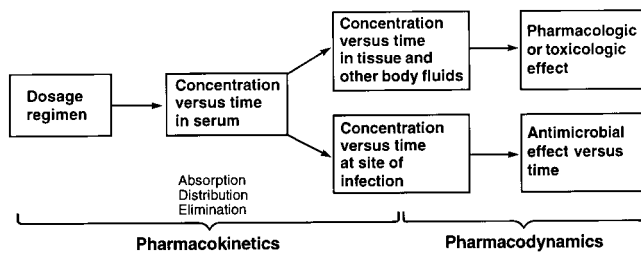 Dosage
regimen
Concentration
versus time
in serum
Concentration
versus time
in tissue and
other body fluids
Pharmacologic
or toxicologic
effect
Concentration
versus time
at site of
infection
Antimicrobial
effect versus
time
Absorption
Distribution
Elimination
Pharmacokinetics
Pharmacodynamics